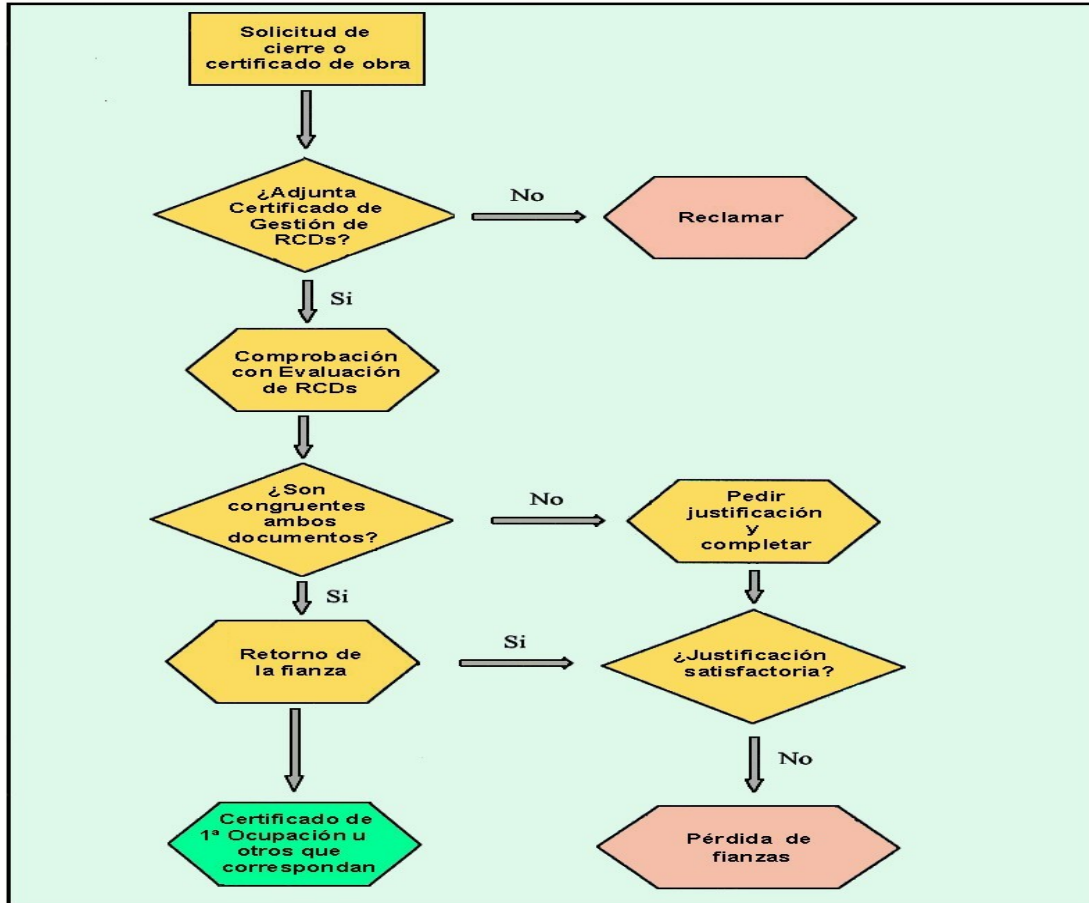 Solicitud de
cierre o
certificado de obra
¿Adjunta
Certificado de
Gestión de
RCDs?
No
Reclamar
Si
Comprobación
con Evaluación
de RCDs
¿Son
congruentes
ambos
documentos?
No
Pedir
justificación
y
completar
Si
Retorno de
la fianza
Si
¿Justificación
satisfactoria?
No
Certificado de
1ª Ocupación u
otros que
correspondan
Pérdida de
fianzas